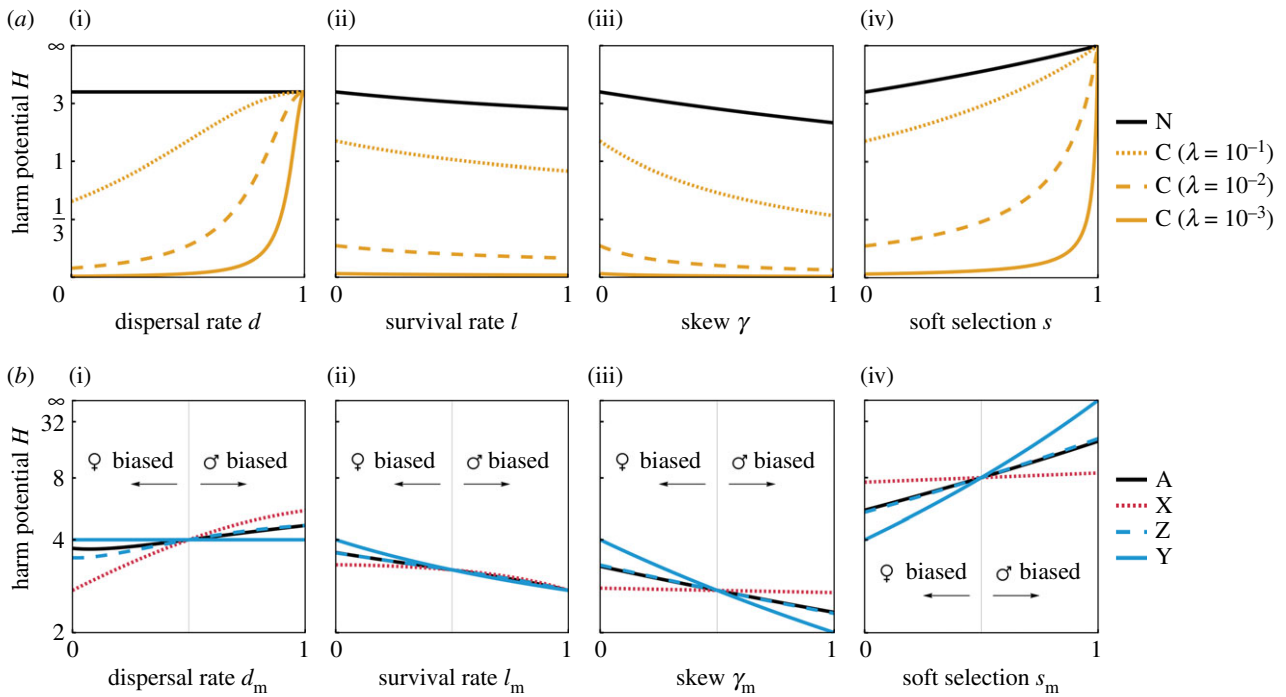 (a) (i) (ii) (iii) (iv)
harm potential H
∞
3
1
1/3
0 1 0 1 0 1 0 1
dispersal rate d
survival rate l
skew γ
soft selection s
N
C (λ = 10⁻¹)
C (λ = 10⁻²)
C (λ = 10⁻³)
(b) (i) (ii) (iii) (iv)
harm potential H
∞
32
8
4
2
♀ biased ♂ biased
♀ biased ♂ biased
♀ biased ♂ biased
♀ biased ♂ biased
0 1 0 1 0 1 0 1
dispersal rate dₘ
survival rate lₘ
skew γₘ
soft selection sₘ
A
X
Z
Y